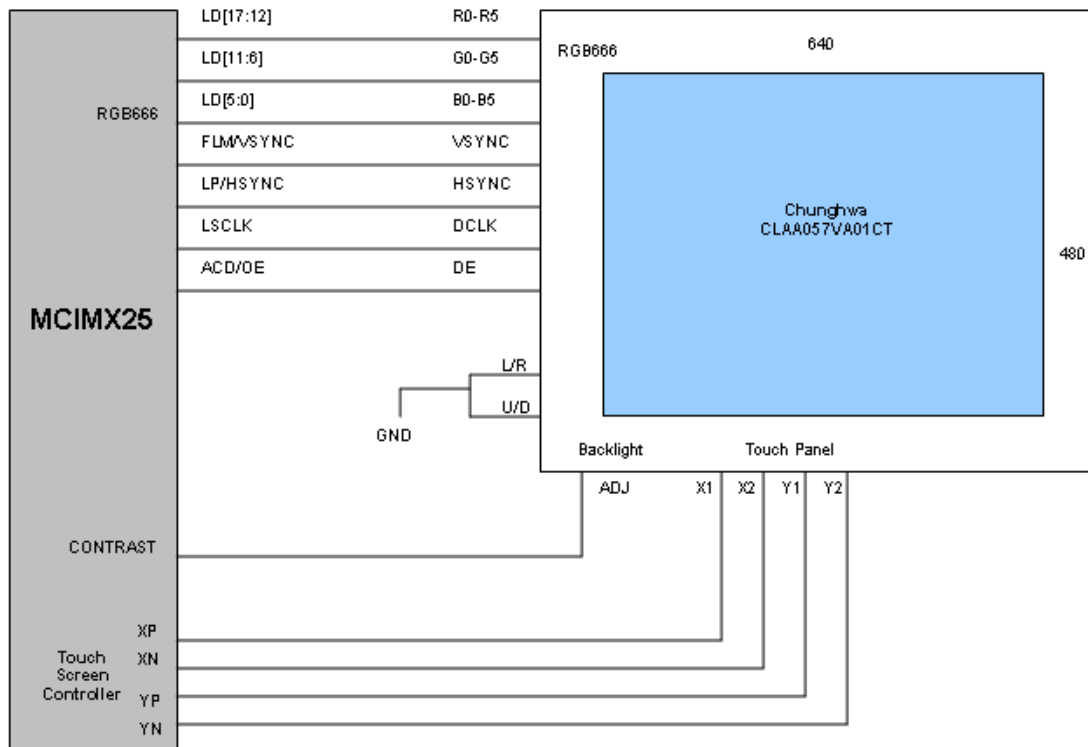 LD[17:12] R0-R5
RGB666 640
LD[11:6] G0-G5
LD[5:0] B0-B5
RGB666
FLM/VSYNC VSYNC
LP/HSYNC HSYNC
Chunghwa
CLAA057VA01CT
LSCLK DCLK
480
ACD/OE DE
MCIMX25
L/R
U/D
GND
Backlight Touch Panel
ADJ X1 X2 Y1 Y2
CONTRAST
XP
Touch
Screen
Controller
XN
YP
YN